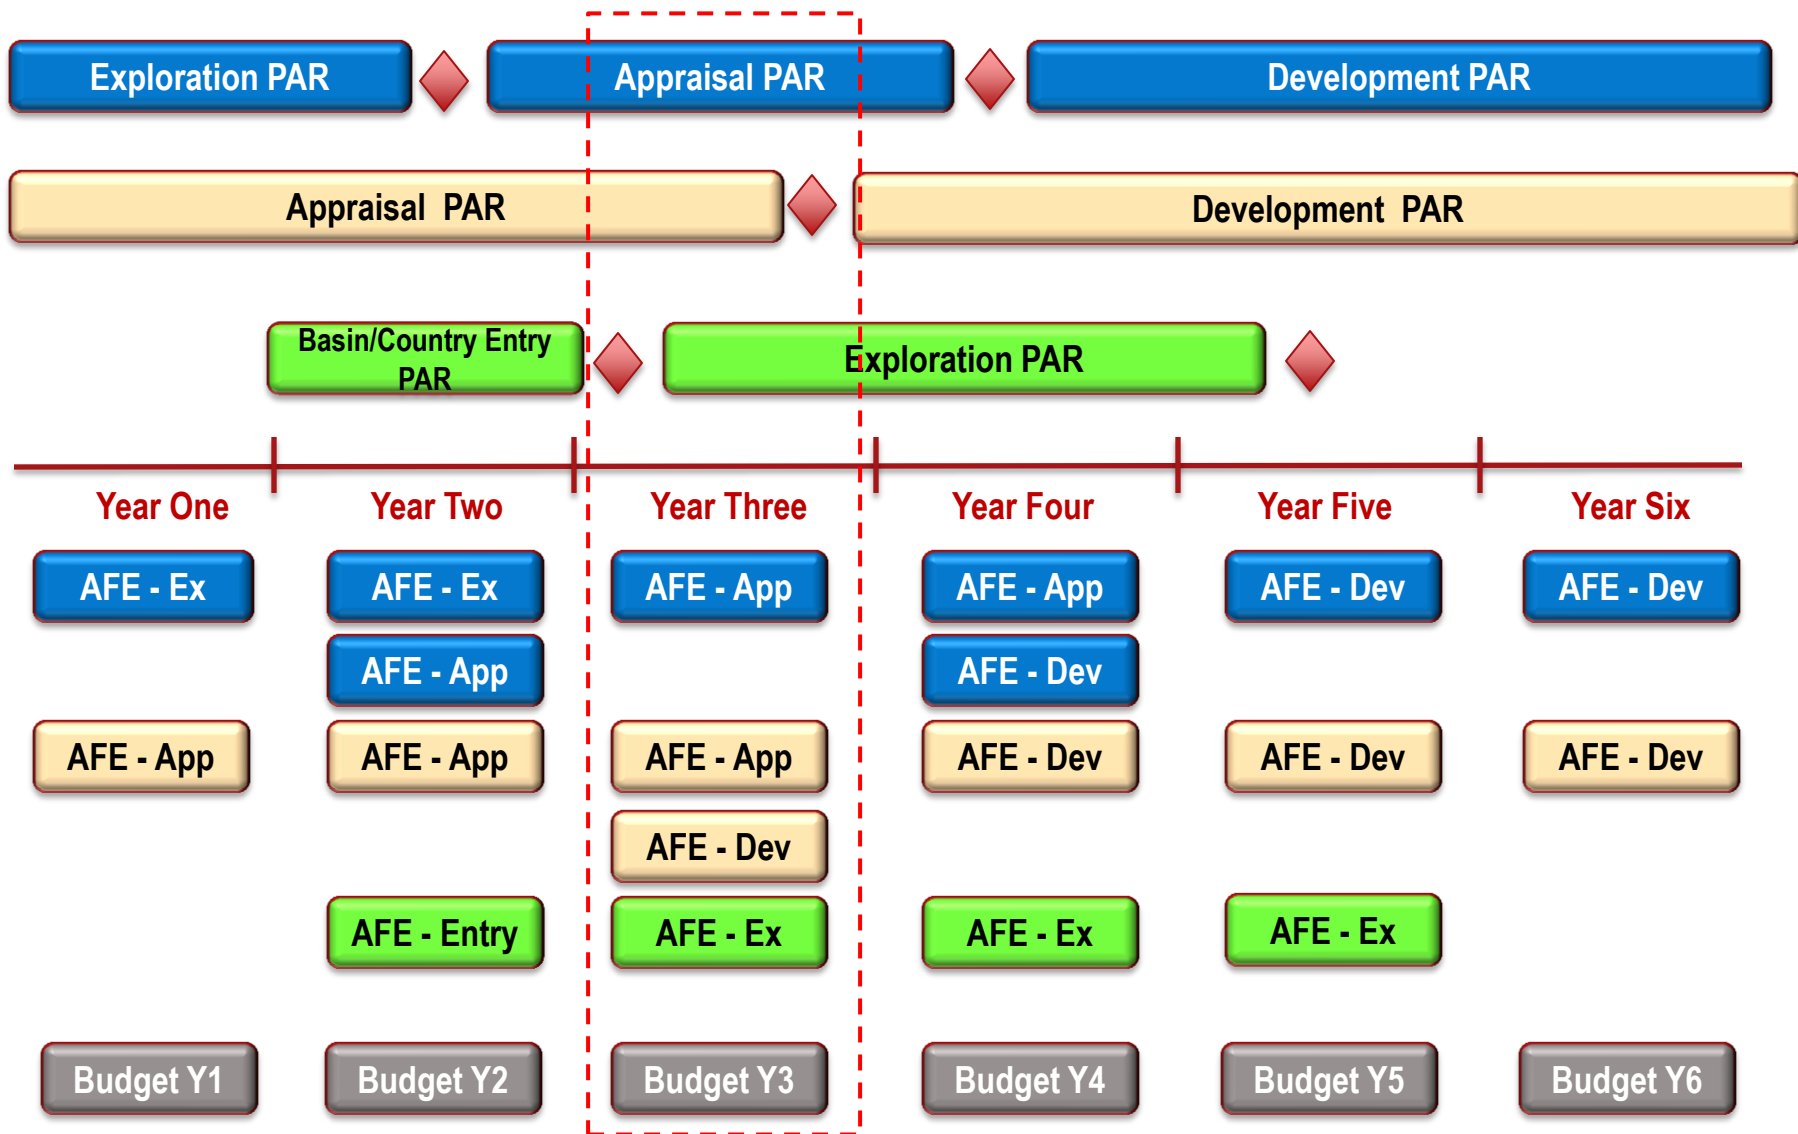 Exploration PAR
Appraisal PAR
Development PAR
Appraisal PAR
Development PAR
Basin/Country Entry
PAR
Exploration PAR
Year One
Year Two
Year Three
Year Four
Year Five
Year Six
AFE - Ex
AFE - Ex
AFE - App
AFE - App
AFE - Dev
AFE - Dev
AFE - App
AFE - Dev
AFE - App
AFE - App
AFE - App
AFE - Dev
AFE - Dev
AFE - Dev
AFE - Dev
AFE - Entry
AFE - Ex
AFE - Ex
AFE - Ex
Budget Y1
Budget Y2
Budget Y3
Budget Y4
Budget Y5
Budget Y6